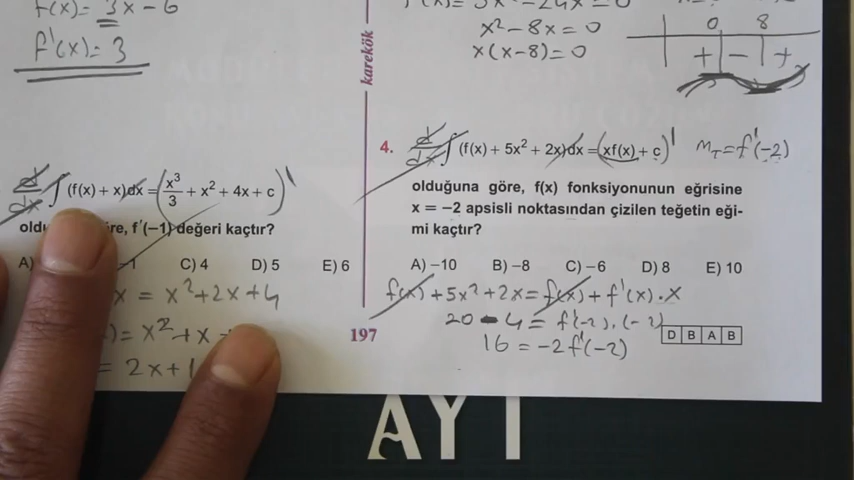 f(x) = 3x - 6
f'(x) = 3
d/dx ∫ (f(x) + x)dx = (x³/3 + x² + 4x + c)'
f'(-1) değeri kaçtır?
C) 4 D) 5 E) 6
x = x² + 2x + 4
= x² + x
= 2x + 1
karekök
x² - 8x = 0
x(x-8) = 0
0 8
+ - +
4. d/dx ∫ (f(x) + 5x² + 2x)dx = (xf(x) + c)' m_T = f'(-2)
olduğuna göre, f(x) fonksiyonunun eğrisine
x = -2 apsisli noktasından çizilen teğetin eği-
mi kaçtır?
A) -10 B) -8 C) -6 D) 8 E) 10
f(x) + 5x² + 2x = f(x) + f'(x).x
20 - 4 = f'(-2).(-2)
16 = -2f'(-2)
D B A B
197
AYT